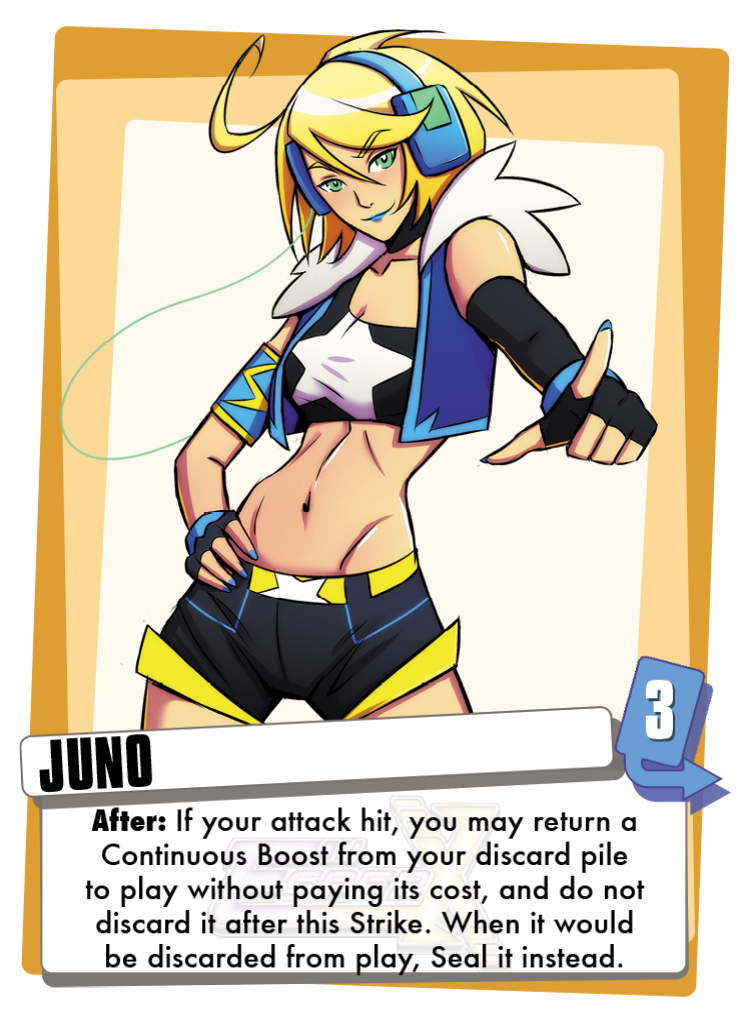 3
JUNO
After: If your attack hit, you may return a
Continuous Boost from your discard pile
to play without paying its cost, and do not
discard it after this Strike. When it would
be discarded from play, Seal it instead.